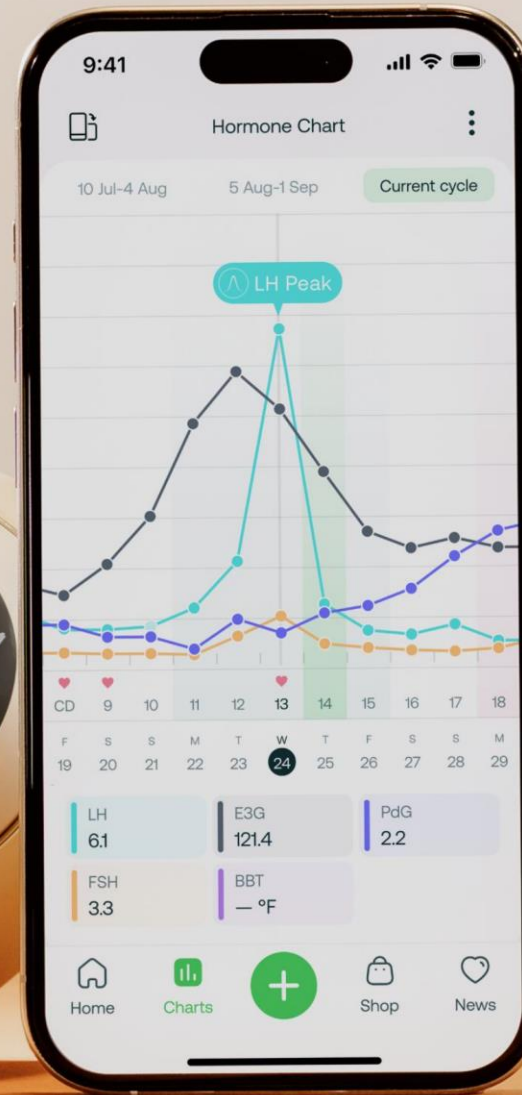 9:41
Hormone Chart
10 Jul-4 Aug 5 Aug-1 Sep Current cycle
LH Peak
CD 9 10 11 12 13 14 15 16 17 18
F S S M T W T F S S M
19 20 21 22 23 24 25 26 27 28 29
LH E3G PdG
6.1 121.4 2.2
FSH BBT
3.3 — °F
Home Charts Shop News